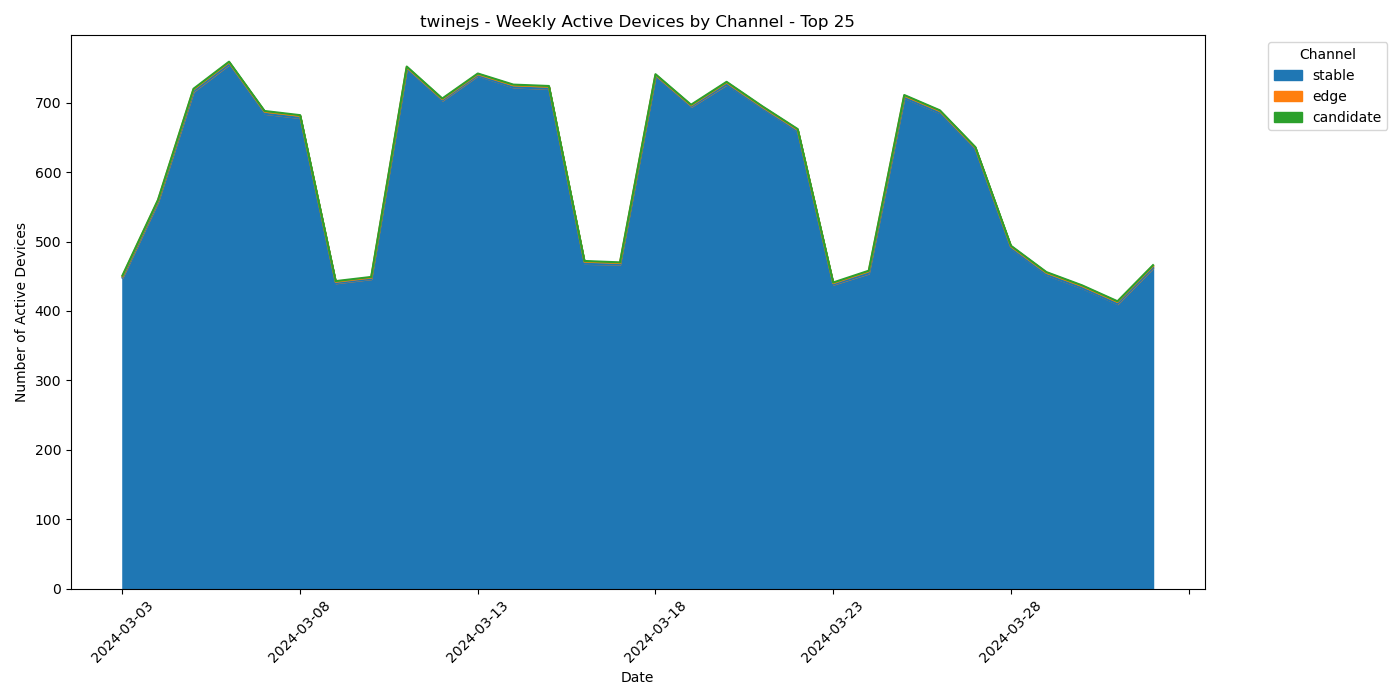 twinejs - Weekly Active Devices by Channel - Top 25
Channel
stable
edge
candidate
Number of Active Devices
700
600
500
400
300
200
100
0
2024-03-03
2024-03-08
2024-03-13
2024-03-18
2024-03-23
2024-03-28
Date